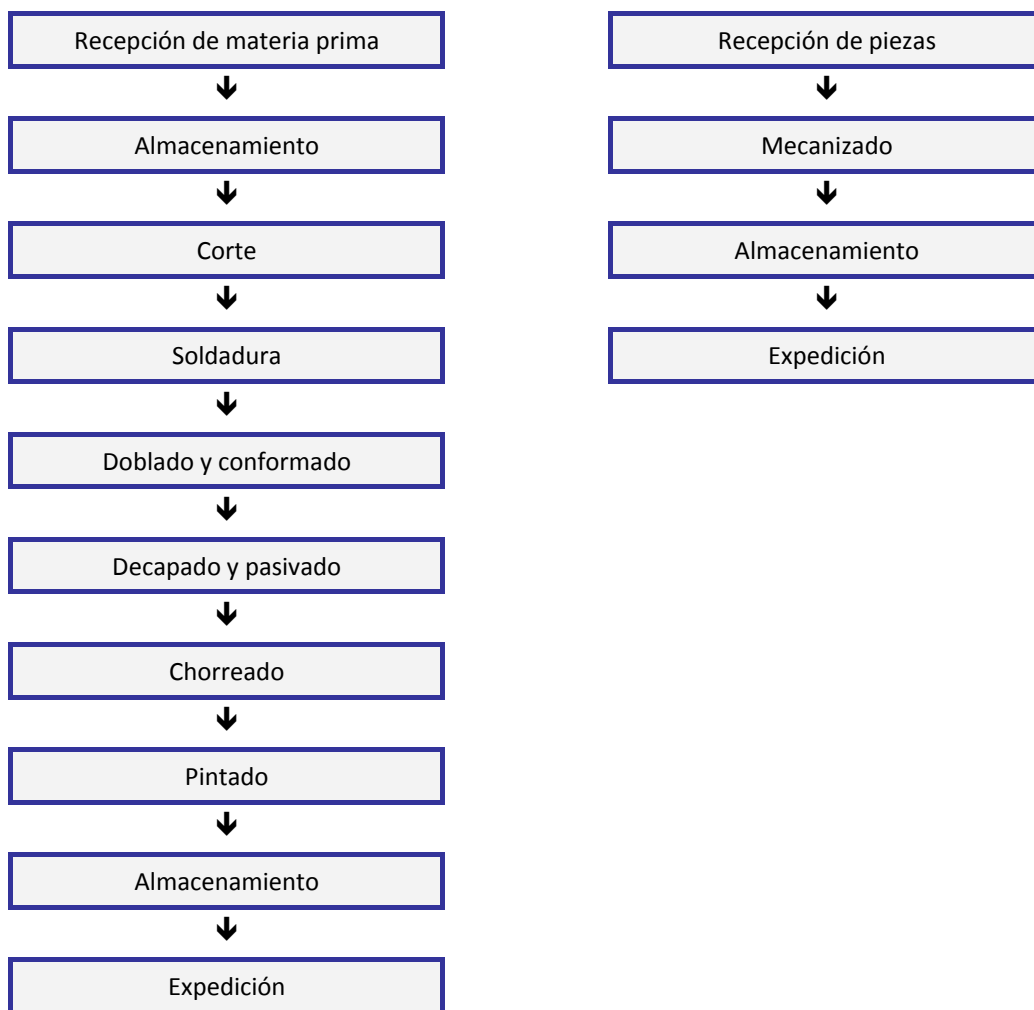 Recepción de materia prima
Almacenamiento
Corte
Soldadura
Doblado y conformado
Decapado y pasivado
Chorreado
Pintado
Almacenamiento
Expedición
Recepción de piezas
Mecanizado
Almacenamiento
Expedición